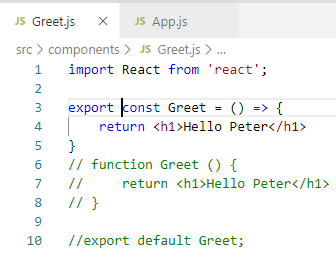 JS Greet.js × JS App.js
src > components > JS Greet.js > ...
1 import React from 'react';
2
3 export const Greet = () => {
4 return <h1>Hello Peter</h1>
5 }
6 // function Greet () {
7 // return <h1>Hello Peter</h1>
8 // }
9
10 //export default Greet;